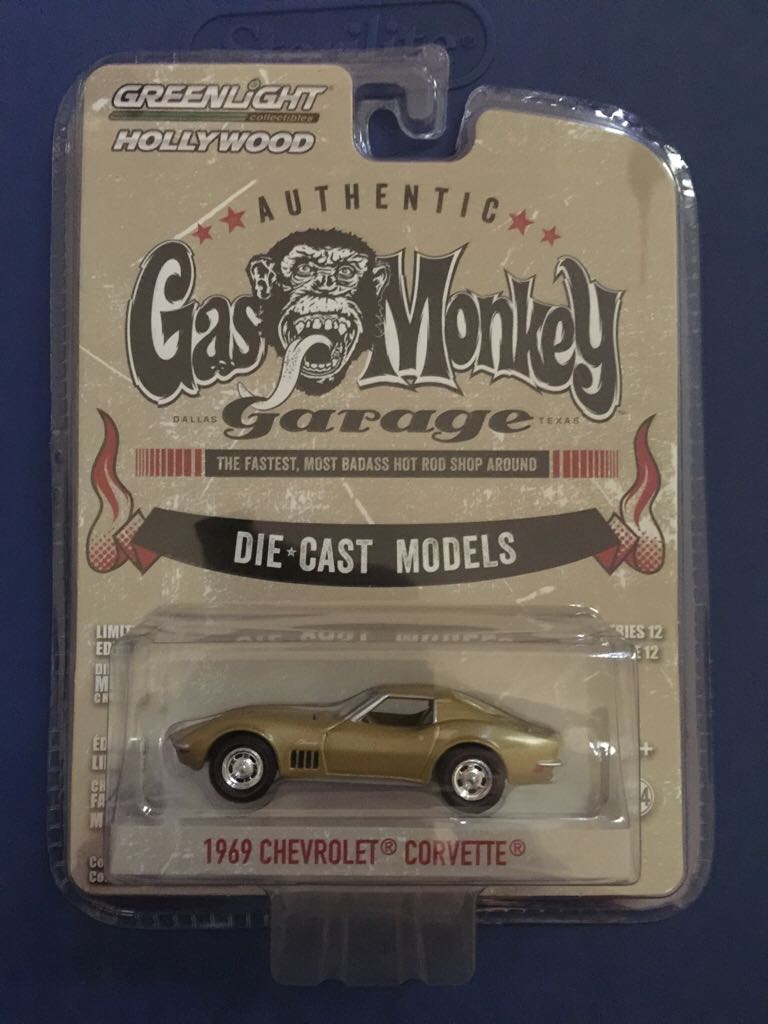 Sterilite®
GREENLIGHT®
collectibles
HOLLYWOOD
AUTHENTIC
Gas Monkey
DALLAS Garage TEXAS
THE FASTEST, MOST BADASS HOT ROD SHOP AROUND
DIE★CAST MODELS
1969 CHEVROLET® CORVETTE®